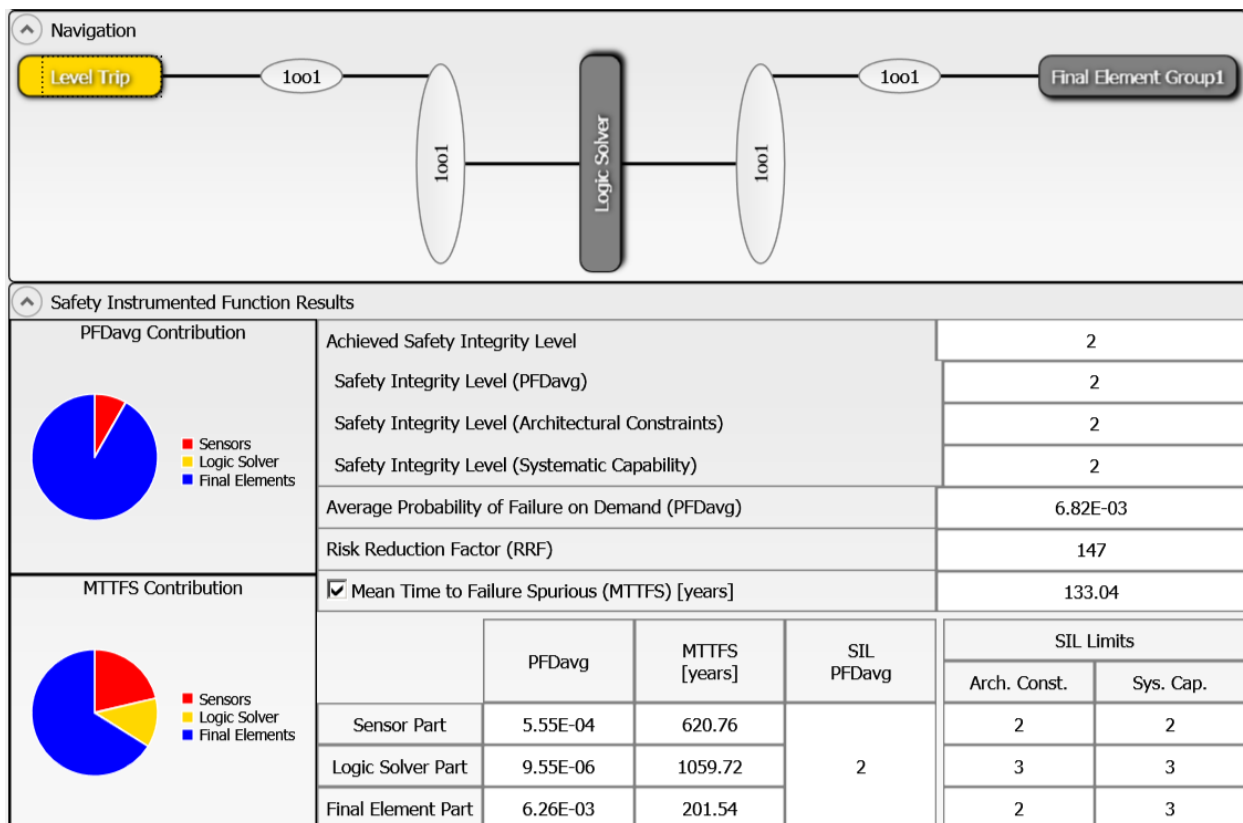 Navigation
Level Trip
1oo1
1oo1
Logic Solver
1oo1
1oo1
Final Element Group1
Safety Instrumented Function Results
PFDavg Contribution
Sensors
Logic Solver
Final Elements
MTTFS Contribution
Sensors
Logic Solver
Final Elements
Achieved Safety Integrity Level 2
Safety Integrity Level (PFDavg) 2
Safety Integrity Level (Architectural Constraints) 2
Safety Integrity Level (Systematic Capability) 2
Average Probability of Failure on Demand (PFDavg) 6.82E-03
Risk Reduction Factor (RRF) 147
Mean Time to Failure Spurious (MTTFS) [years] 133.04
PFDavg
MTTFS
[years]
SIL
PFDavg
SIL Limits
Arch. Const. Sys. Cap.
Sensor Part 5.55E-04 620.76 2 2
Logic Solver Part 9.55E-06 1059.72 2 3 3
Final Element Part 6.26E-03 201.54 2 3